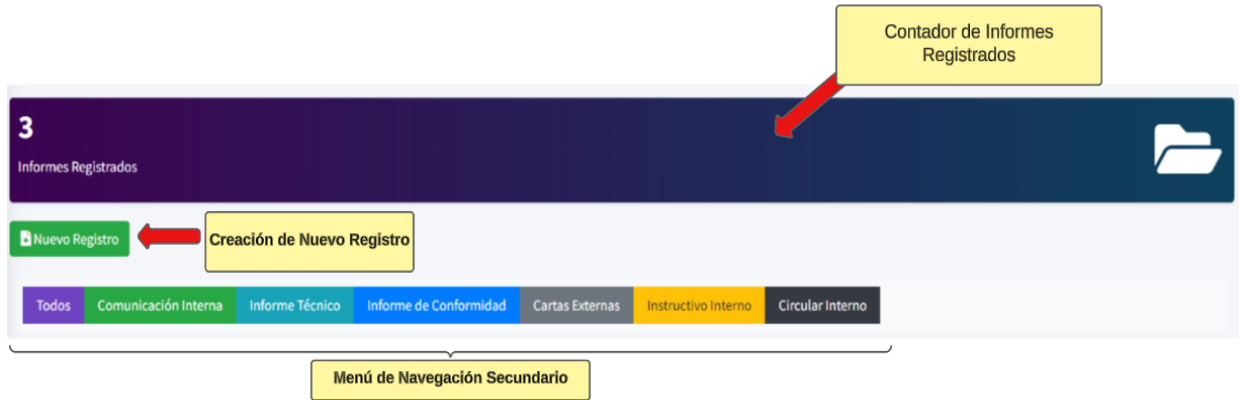 Contador de Informes
Registrados
3
Informes Registrados
Nuevo Registro
Creación de Nuevo Registro
Todos
Comunicación Interna
Informe Técnico
Informe de Conformidad
Cartas Externas
Instructivo Interno
Circular Interno
Menú de Navegación Secundario